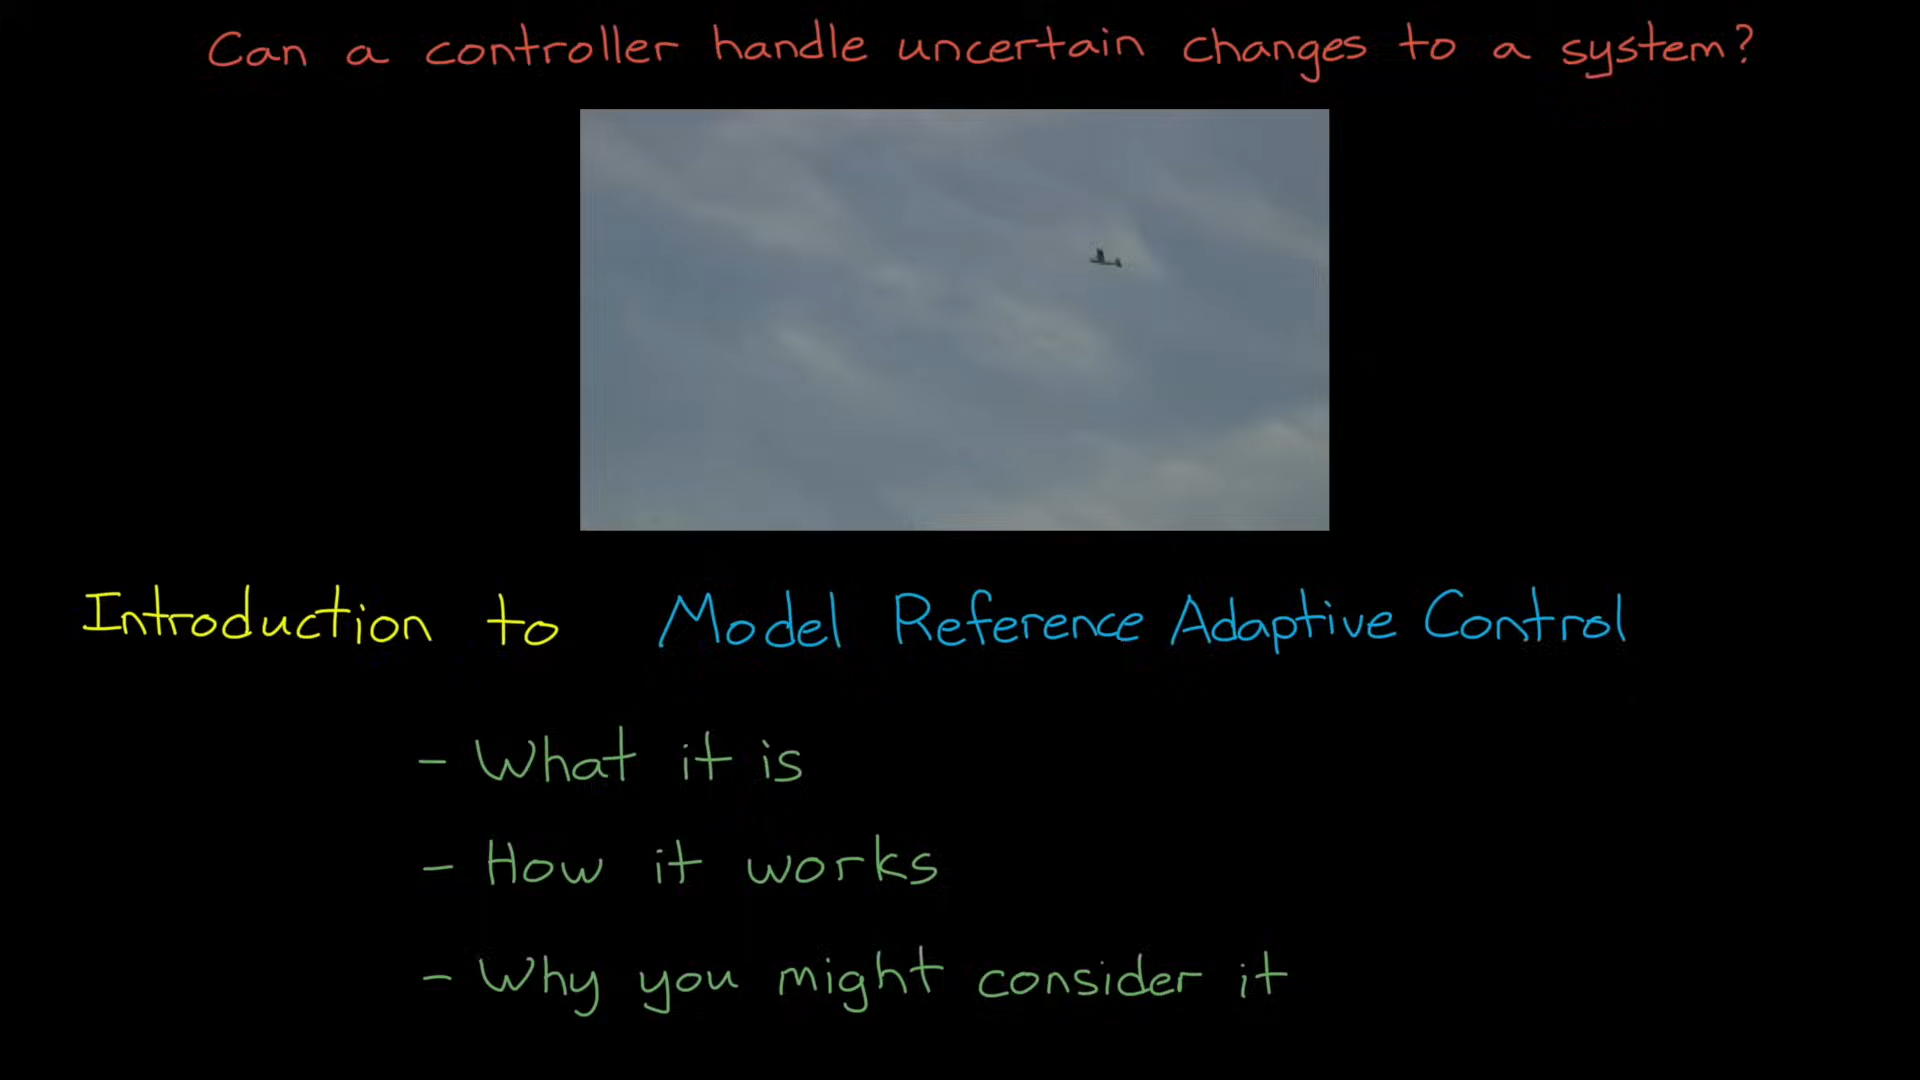 Can a controller handle uncertain changes to a system?
Introduction to Model Reference Adaptive Control
- What it is
- How it works
- Why you might consider it